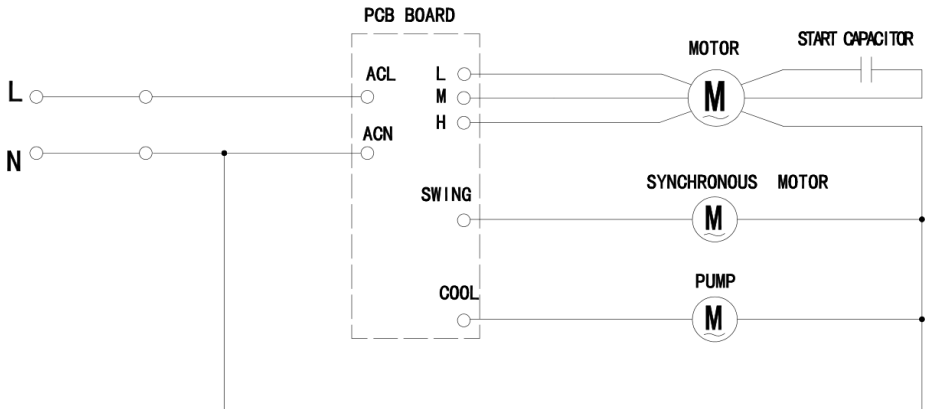 PCB BOARD
START CAPACITOR
MOTOR
L
ACL
L
M
M
H
N
ACN
SYNCHRONOUS MOTOR
SWING
M
PUMP
COOL
M